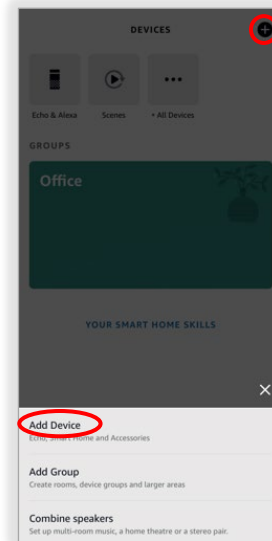 DEVICES
Echo & Alexa
Scenes
+ All Devices
GROUPS
Office
YOUR SMART HOME SKILLS
Add Device
Echo, Smart Home and Accessories
Add Group
Create rooms, device groups and larger areas
Combine speakers
Set up multi-room music, a home theatre or a stereo pair.